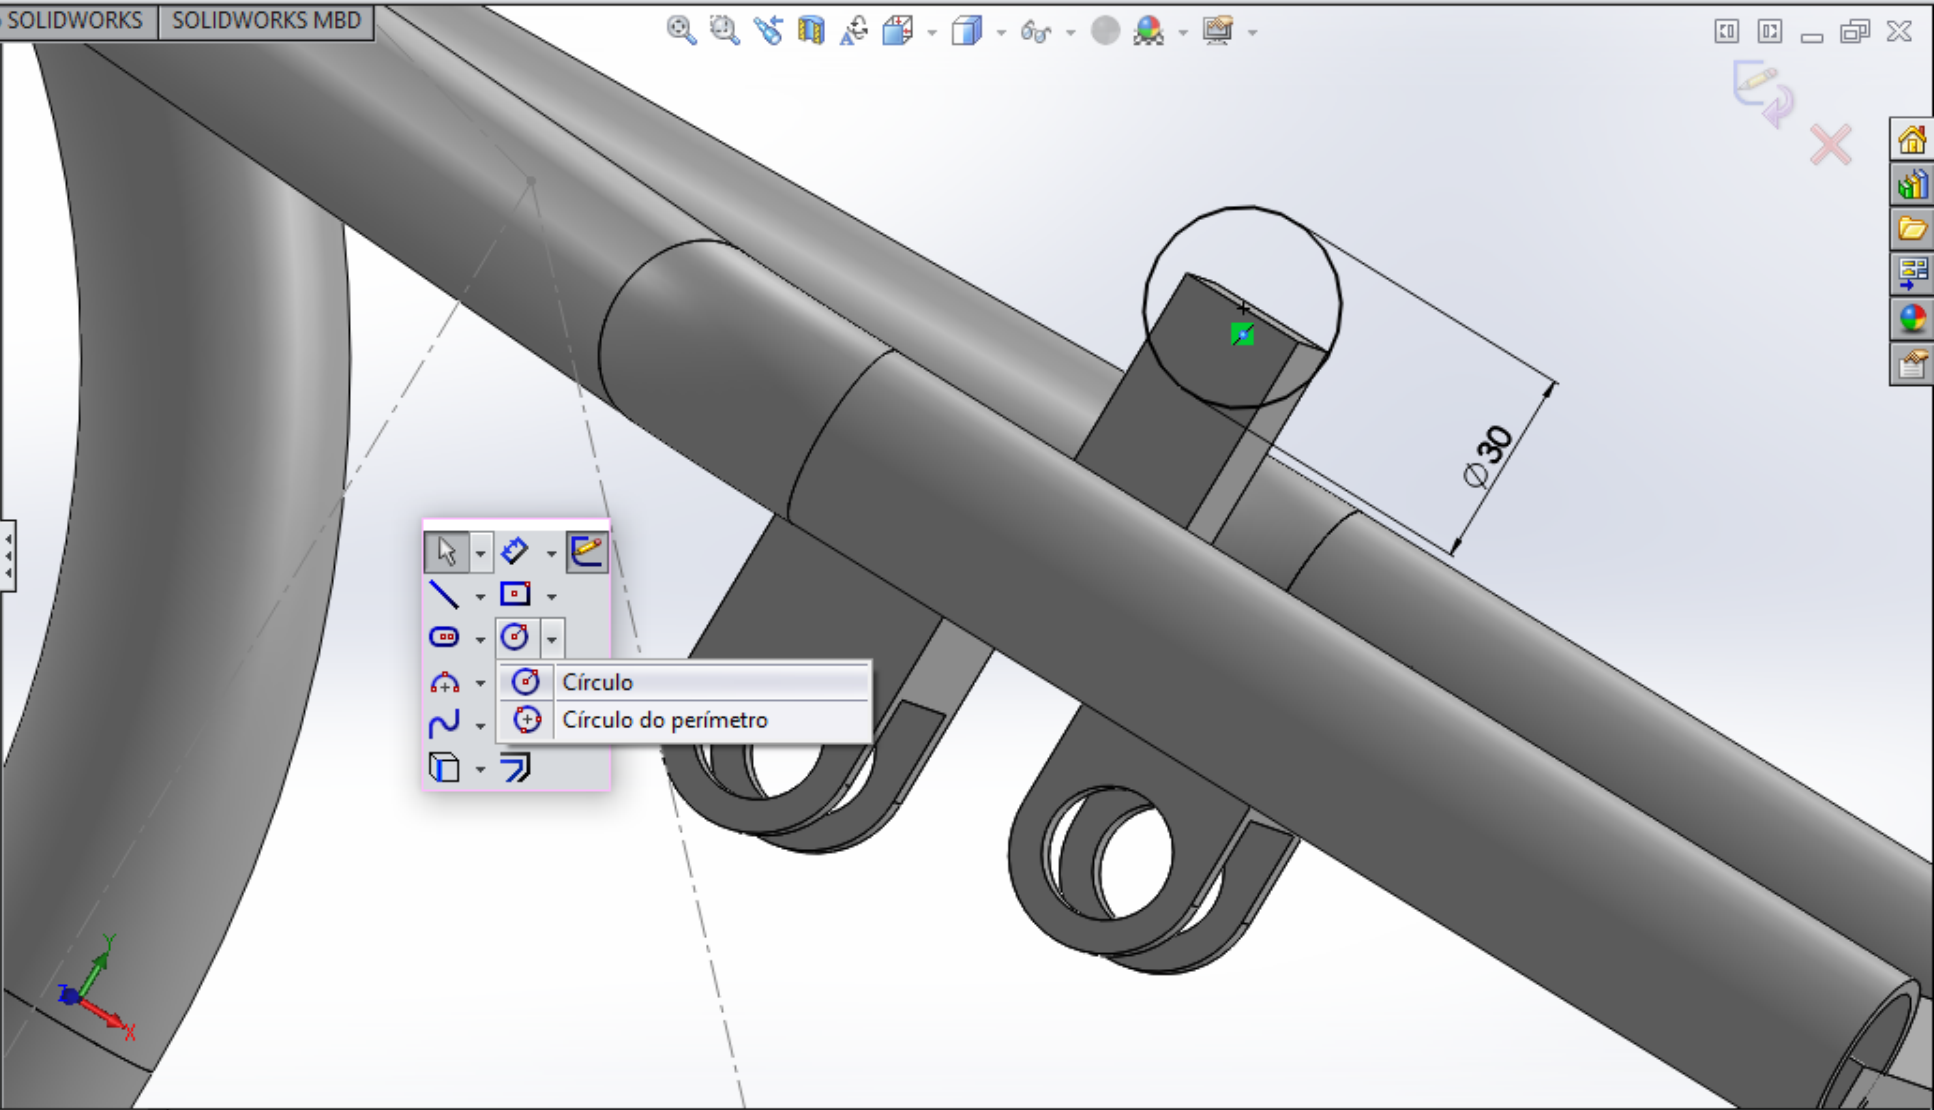 SOLIDWORKS
SOLIDWORKS MBD
Ø30
Círculo
Círculo do perímetro
Y
Z
X